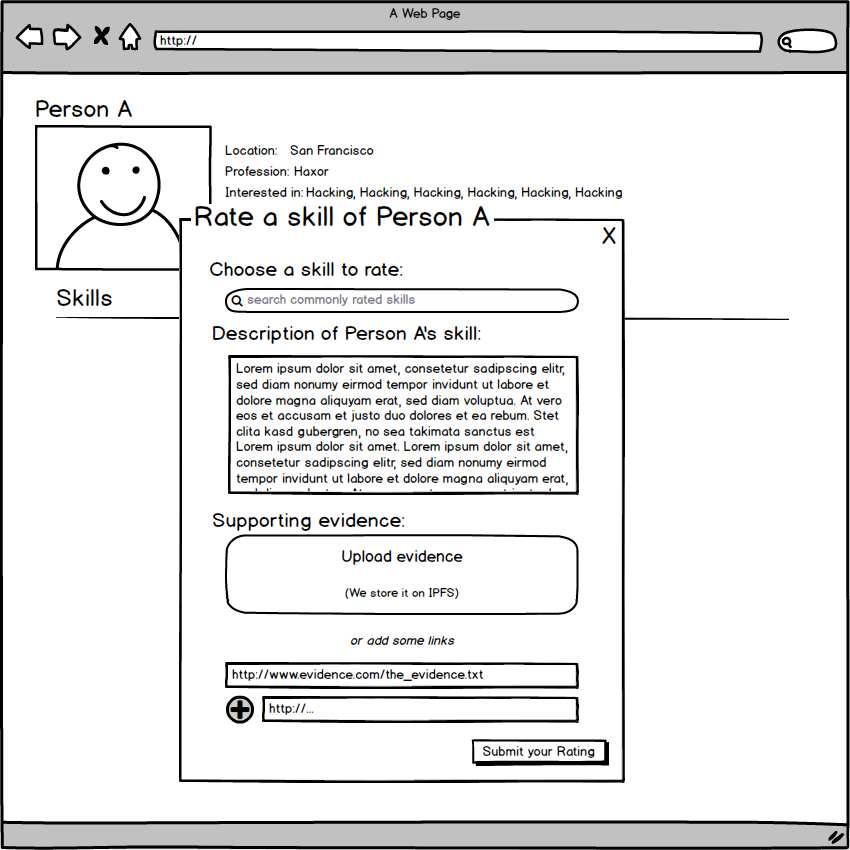 A Web Page
http://
Person A
Location: San Francisco
Profession: Haxor
Interested in: Hacking, Hacking, Hacking, Hacking, Hacking, Hacking
Rate a skill of Person A
X
Choose a skill to rate:
search commonly rated skills
Skills
Description of Person A's skill:
Lorem ipsum dolor sit amet, consetetur sadipscing elitr,
sed diam nonumy eirmod tempor invidunt ut labore et
dolore magna aliquyam erat, sed diam voluptua. At vero
eos et accusam et justo duo dolores et ea rebum. Stet
clita kasd gubergren, no sea takimata sanctus est
Lorem ipsum dolor sit amet. Lorem ipsum dolor sit amet,
consetetur sadipscing elitr, sed diam nonumy eirmod
tempor invidunt ut labore et dolore magna aliquyam erat,
Supporting evidence:
Upload evidence
(We store it on IPFS)
or add some links
http://www.evidence.com/the_evidence.txt
http://...
Submit your Rating